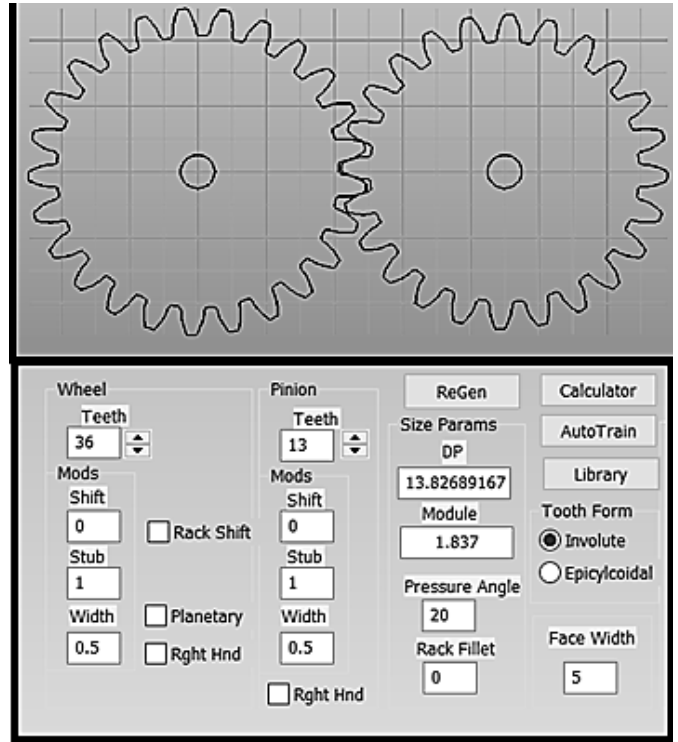 Wheel
Teeth
36
Mods
Shift
0
Rack Shift
Stub
1
Planetary
Width
0.5
Rght Hnd
Pinion
Teeth
13
Mods
Shift
0
Stub
1
Width
0.5
Rght Hnd
ReGen
Size Params
DP
13.82689167
Module
1.837
Pressure Angle
20
Rack Fillet
0
Calculator
AutoTrain
Library
Tooth Form
Involute
Epicylcoidal
Face Width
5